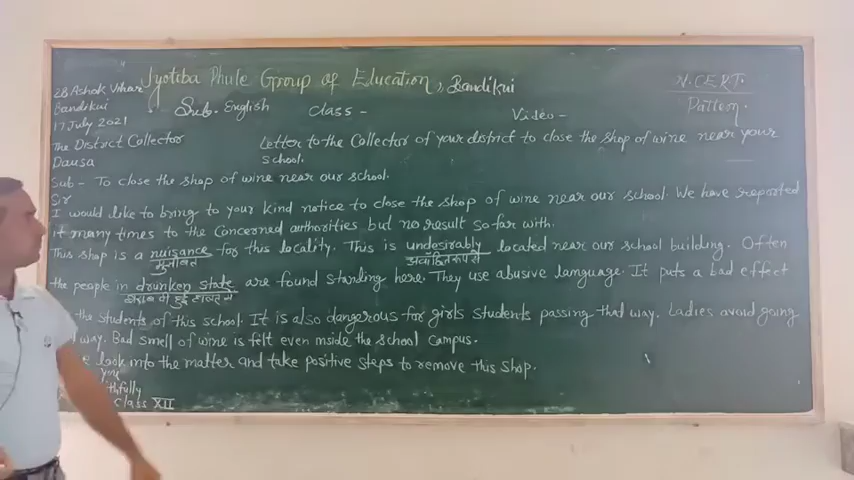 Jyotiba Phule Group of Education, Bandikui
N.CERT.
Pattern.
Sub. English Class - Video -
28 Ashok Vihar
Bandikui
17 July 2021
The District Collector
Dausa
Letter to the Collector of your district to close the shop of wine near your
school.
Sub - To close the shop of wine near our school.
Sir
I would like to bring to your kind notice to close the shop of wine near our school. We have reported
it many times to the concerned authorities but no result so far with.
This shop is a nuisance for this locality. This is undesirably located near our school building. Often
मुसीबत अवांछित रूप से
the people in drunken state are found standing here. They use abusive language. It puts a bad effect
शराब पी हुई हालत में
the students of this school. It is also dangerous for girls students passing that way. Ladies avoid going
way. Bad smell of wine is felt even inside the school campus.
look into the matter and take positive steps to remove this shop.
you
Class XII